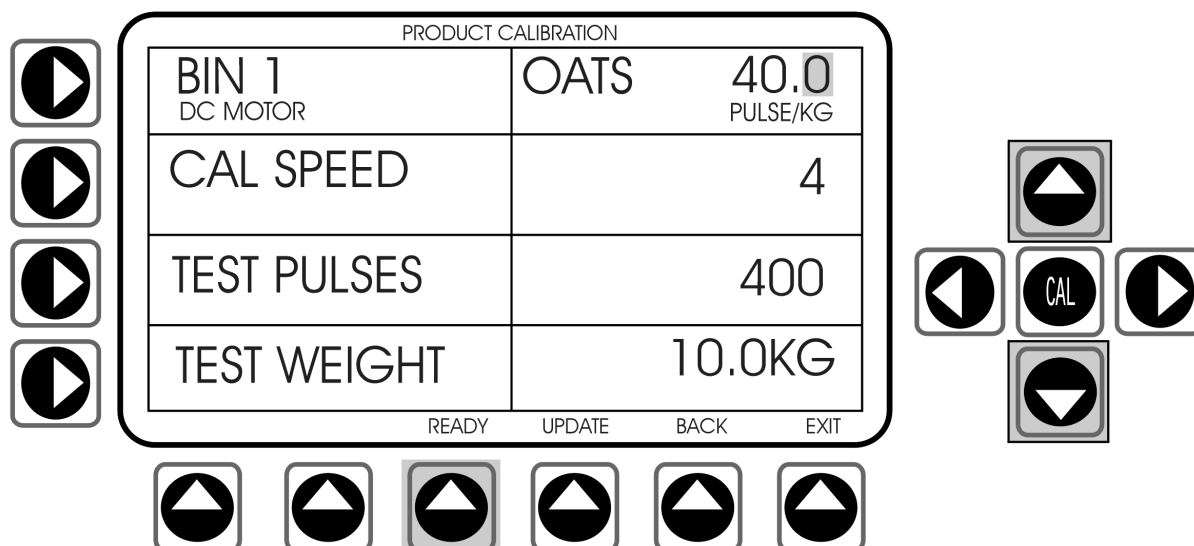 PRODUCT CALIBRATION
BIN 1 OATS 40.0
DC MOTOR PULSE/KG
CAL SPEED 4
TEST PULSES 400
TEST WEIGHT 10.0KG
READY UPDATE BACK EXIT
CAL